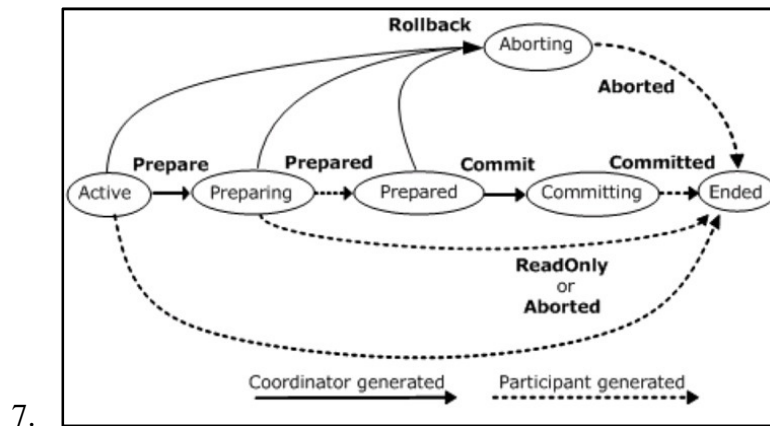 Rollback
Aborting
Aborted
Prepare
Prepared
Commit
Committed
Active
Preparing
Prepared
Committing
Ended
ReadOnly
or
Aborted
Coordinator generated
Participant generated
7.